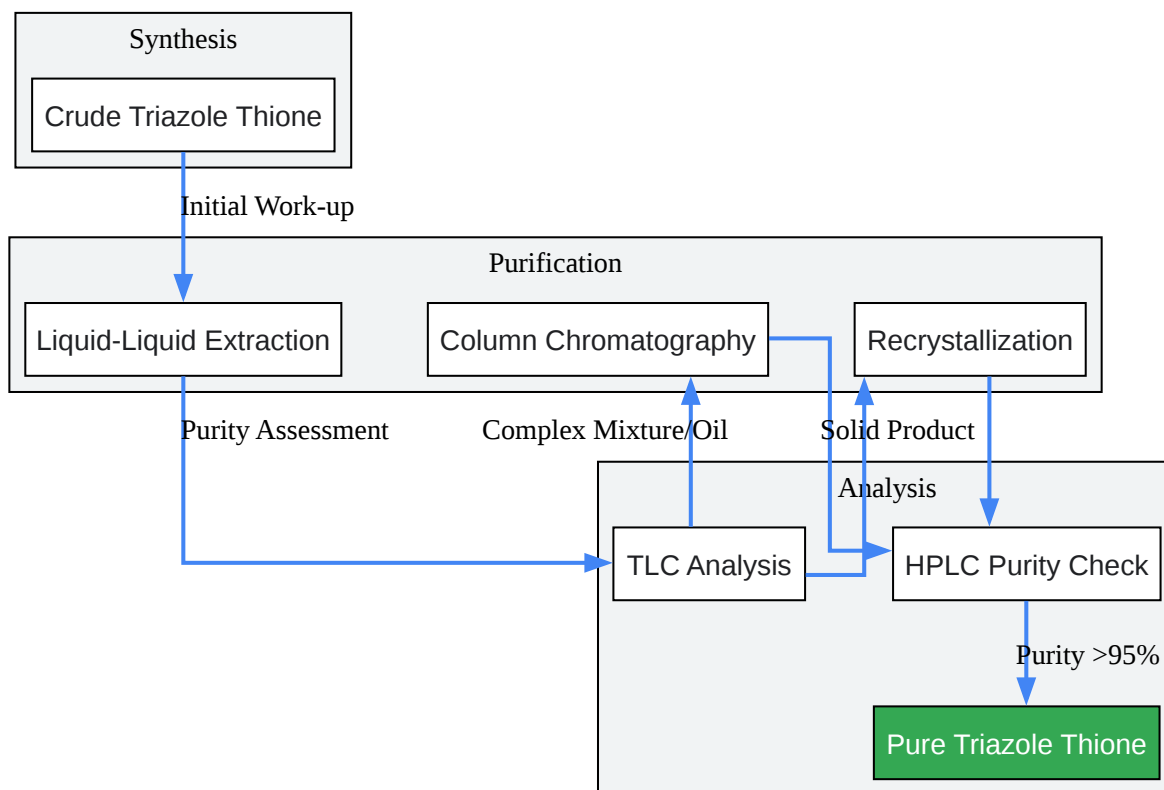 Synthesis
Crude Triazole Thione
Initial Work-up
Purification
Liquid-Liquid Extraction
Column Chromatography
Recrystallization
Purity Assessment
Complex Mixture/Oil
Solid Product
Analysis
TLC Analysis
HPLC Purity Check
Purity >95%
Pure Triazole Thione